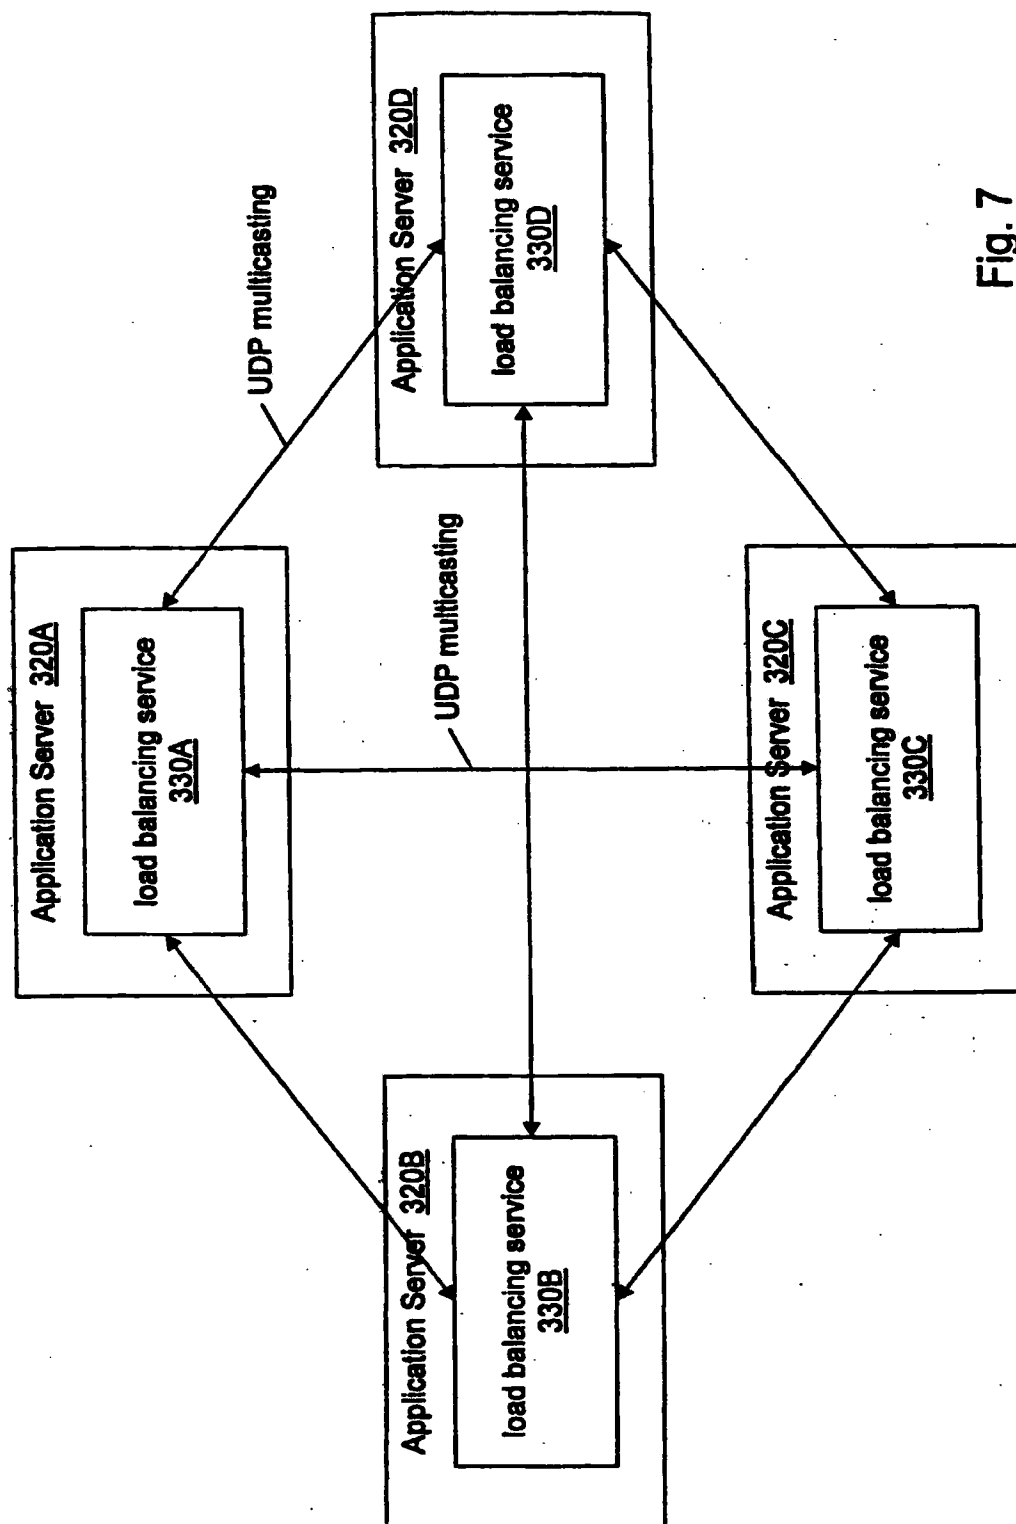 Application Server 320A
load balancing service
330A
UDP multicasting
Application Server 320B
load balancing service
330B
UDP multicasting
Application Server 320D
load balancing service
330D
Application Server 320C
load balancing service
330C
Fig. 7